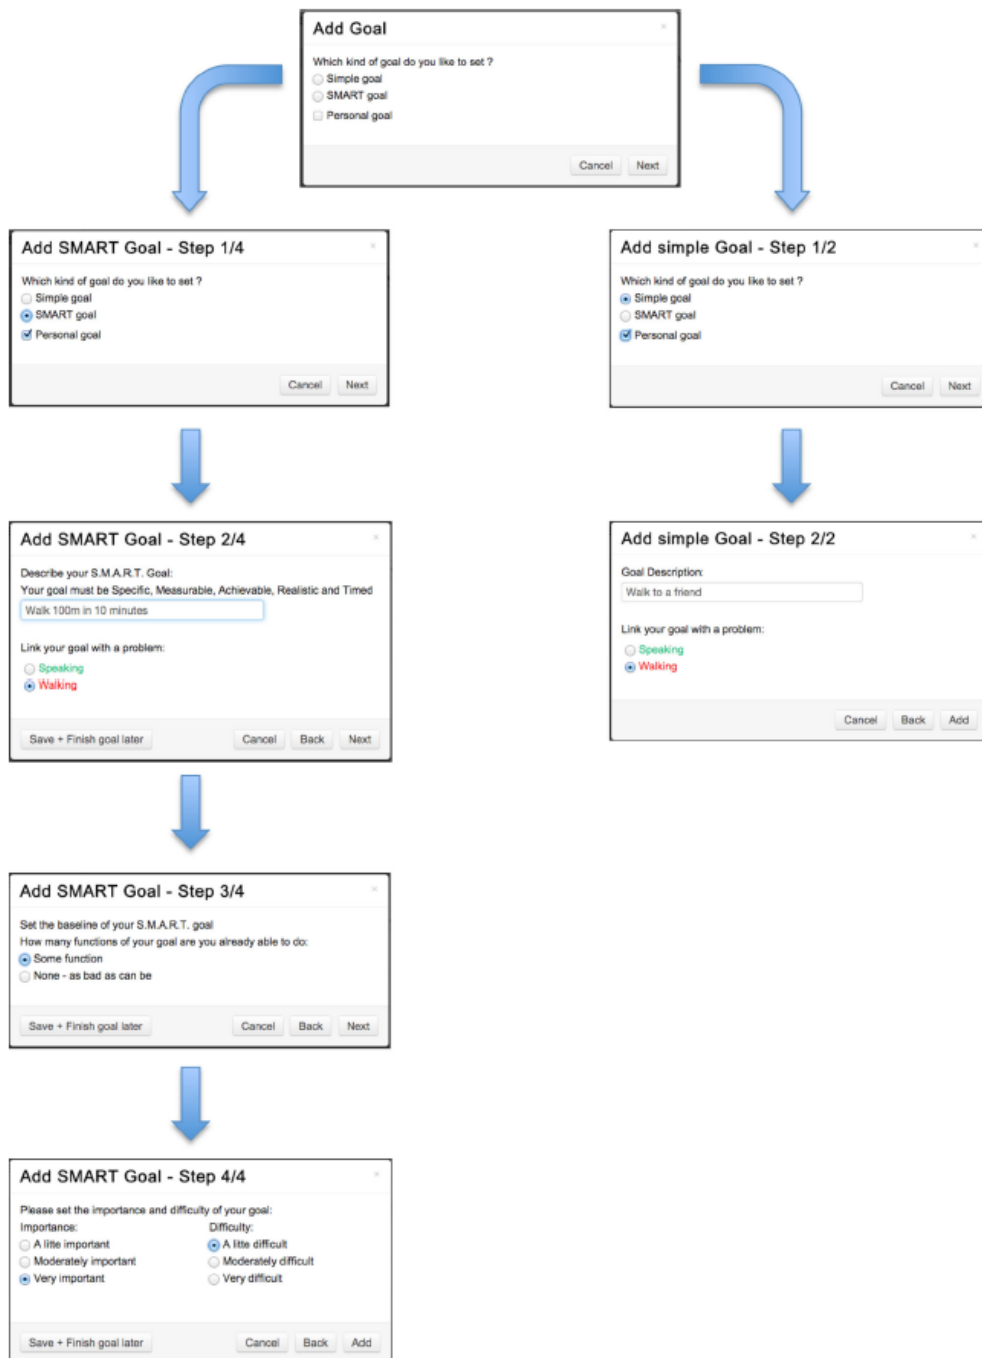 Add Goal
×
Which kind of goal do you like to set ?
Simple goal
SMART goal
Personal goal
Cancel Next
Add SMART Goal - Step 1/4
×
Which kind of goal do you like to set ?
Simple goal
SMART goal
Personal goal
Cancel Next
Add simple Goal - Step 1/2
×
Which kind of goal do you like to set ?
Simple goal
SMART goal
Personal goal
Cancel Next
Add SMART Goal - Step 2/4
×
Describe your S.M.A.R.T. Goal:
Your goal must be Specific, Measurable, Achievable, Realistic and Timed
Walk 100m in 10 minutes
Link your goal with a problem:
Speaking
Walking
Save + Finish goal later Cancel Back Next
Add simple Goal - Step 2/2
×
Goal Description:
Walk to a friend
Link your goal with a problem:
Speaking
Walking
Cancel Back Add
Add SMART Goal - Step 3/4
×
Set the baseline of your S.M.A.R.T. goal
How many functions of your goal are you already able to do:
Some function
None - as bad as can be
Save + Finish goal later Cancel Back Next
Add SMART Goal - Step 4/4
×
Please set the importance and difficulty of your goal:
Importance: Difficulty:
A litte important A litte difficult
Moderately important Moderately difficult
Very important Very difficult
Save + Finish goal later Cancel Back Add